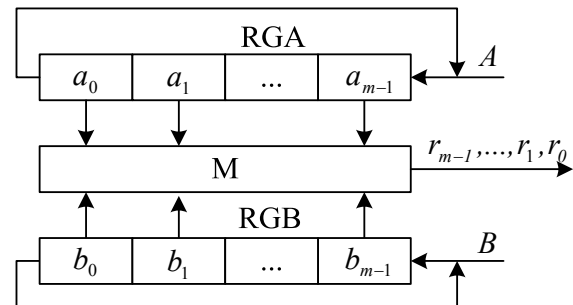 RGA
A
a₀ a₁ ... aₘ₋₁
M
rₘ₋₁,...,r₁,r₀
RGB
B
b₀ b₁ ... bₘ₋₁